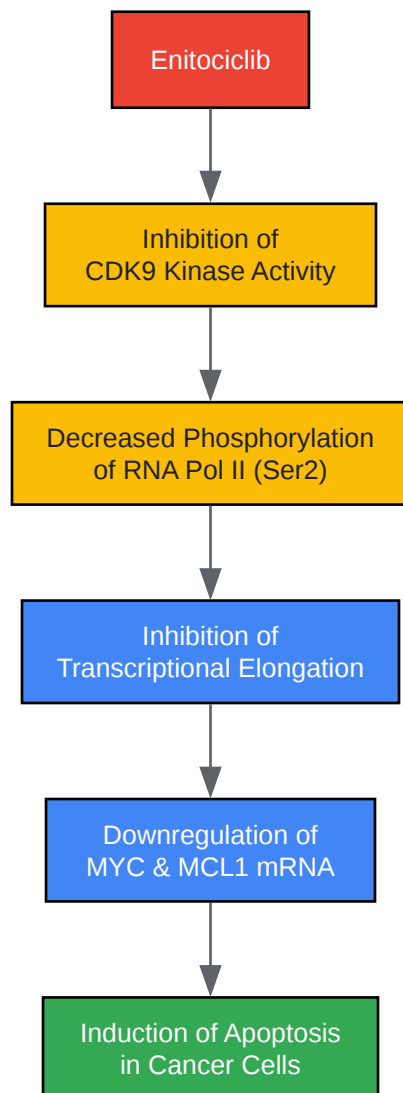 Enitociclib
Inhibition of
CDK9 Kinase Activity
Decreased Phosphorylation
of RNA Pol II (Ser2)
Inhibition of
Transcriptional Elongation
Downregulation of
MYC & MCL1 mRNA
Induction of Apoptosis
in Cancer Cells